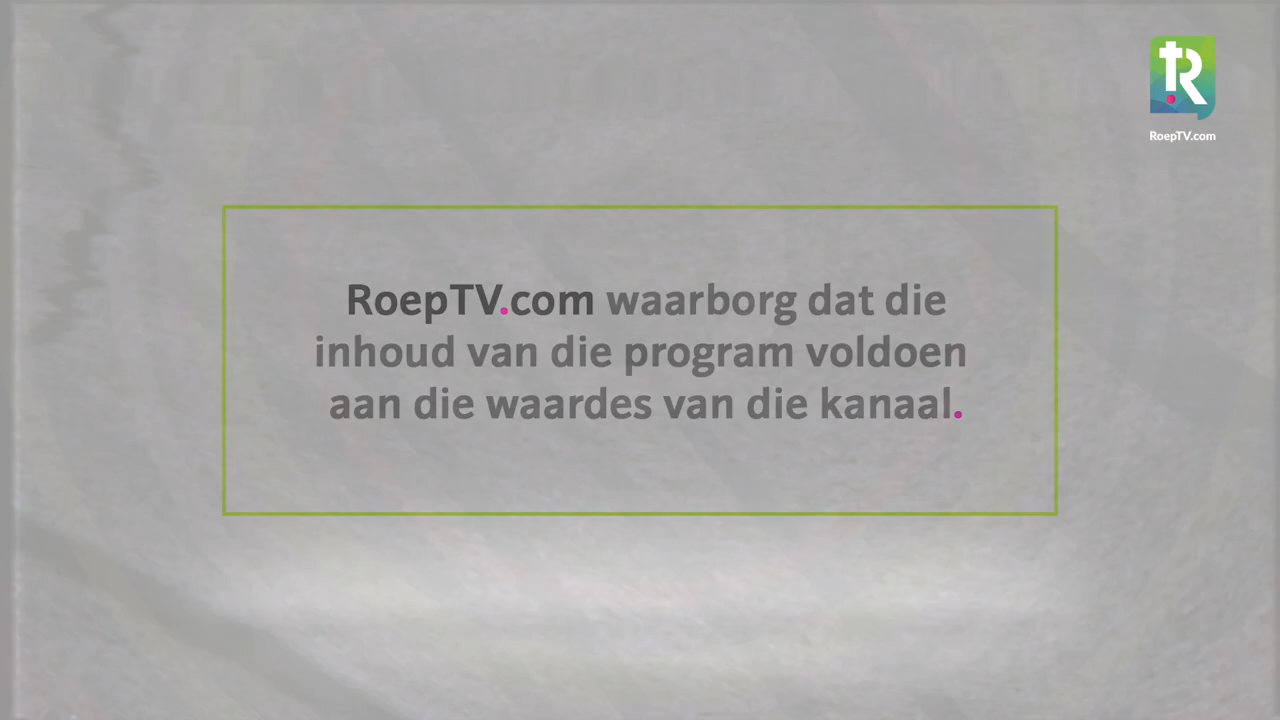 RoepTV.com
RoepTV.com waarborg dat die
inhoud van die program voldoen
aan die waardes van die kanaal.